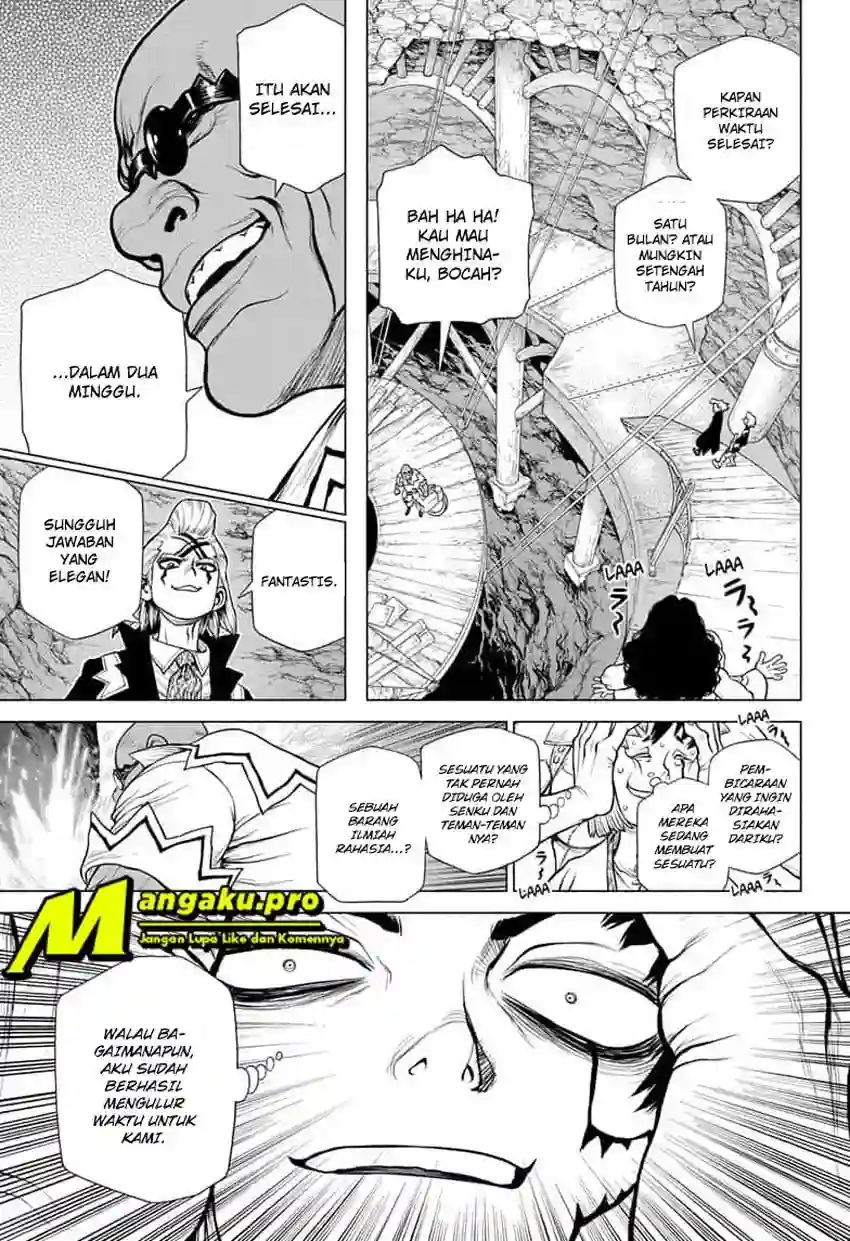 KAPAN
PERKIRAAN
WAKTU
SELESAI?
SATU
BULAN? ATAU
MUNGKIN
SETENGAH
TAHUN?
BAH HA HA!
KAU MAU
MENGHINA-
KU, BOCAH?
LAAA
LAAA
ラ~
ラ~
ITU AKAN
SELESAI...
...DALAM DUA
MINGGU.
FANTASTIS.
SUNGGUH
JAWABAN
YANG
ELEGAN!
LAAA
PEM-
BICARAAN
YANG INGIN
DIRAHA-
SIAKAN
DARIKU?
APA
MEREKA
SEDANG
MEMBUAT
SESUATU?
LAAA
LAAA
SESUATU YANG
TAK PERNAH
DIDUGA OLEH
SENKU DAN
TEMAN-TEMAN
NYA?
SEBUAH
BARANG
ILMIAH
RAHASIA...?
Mangaku.pro
Jangan Lupa Like dan Komennya
WALAU BA-
GAIMANAPUN,
AKU SUDAH
BERHASIL
MENGULUR
WAKTU UNTUK
KAMI.